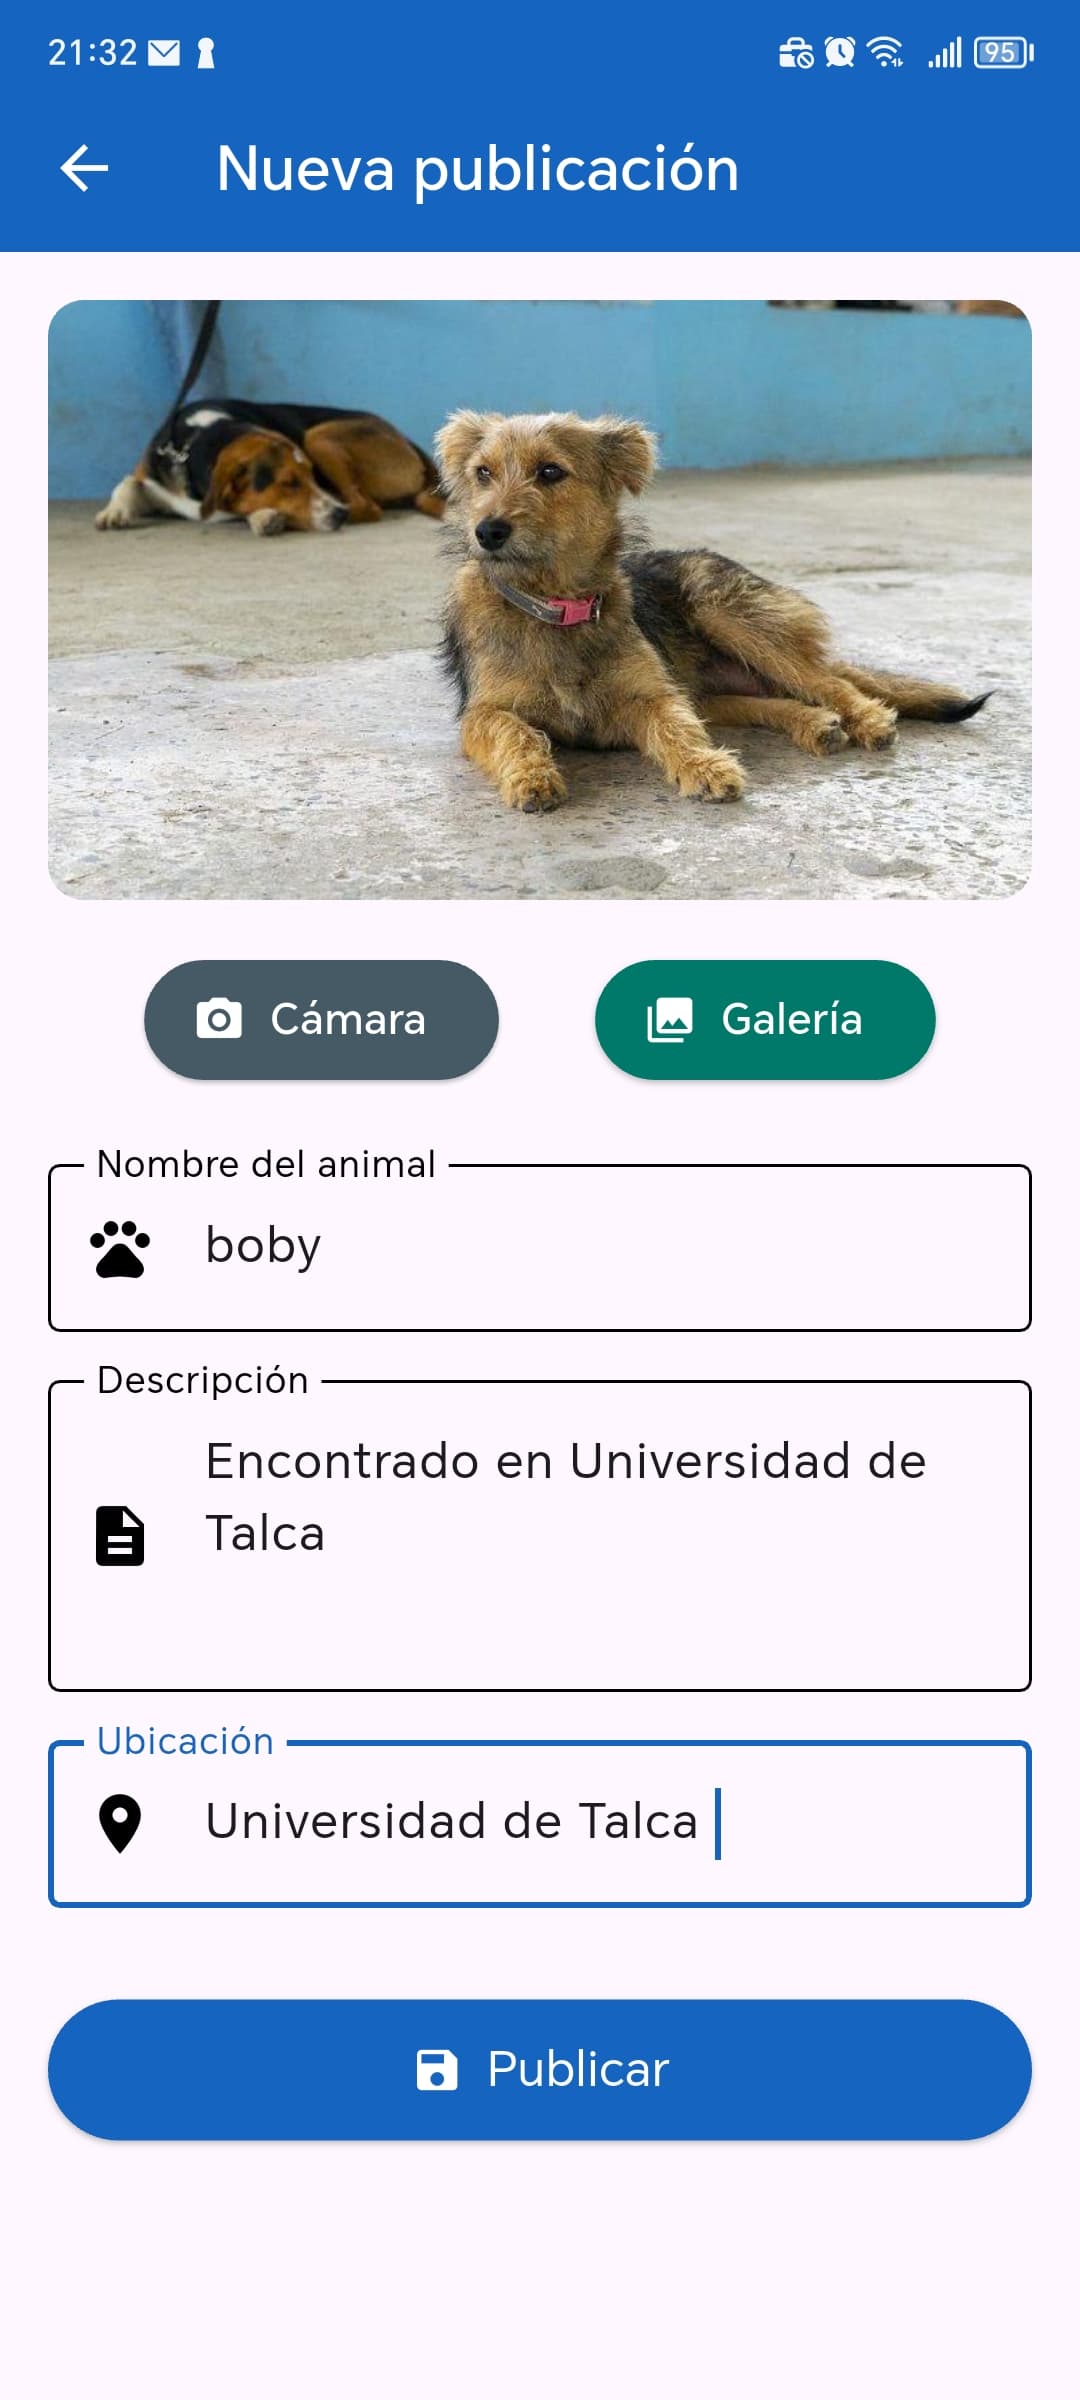 21:32
95
Nueva publicación
Cámara
Galería
Nombre del animal
boby
Descripción
Encontrado en Universidad de
Talca
Ubicación
Universidad de Talca
Publicar